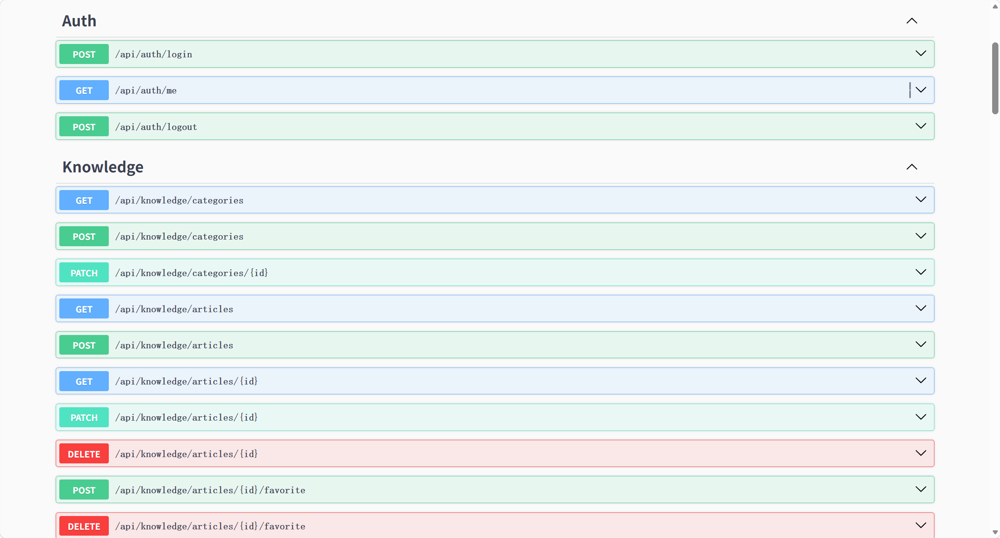 Auth
POST /api/auth/login
GET /api/auth/me
POST /api/auth/logout
Knowledge
GET /api/knowledge/categories
POST /api/knowledge/categories
PATCH /api/knowledge/categories/{id}
GET /api/knowledge/articles
POST /api/knowledge/articles
GET /api/knowledge/articles/{id}
PATCH /api/knowledge/articles/{id}
DELETE /api/knowledge/articles/{id}
POST /api/knowledge/articles/{id}/favorite
DELETE /api/knowledge/articles/{id}/favorite